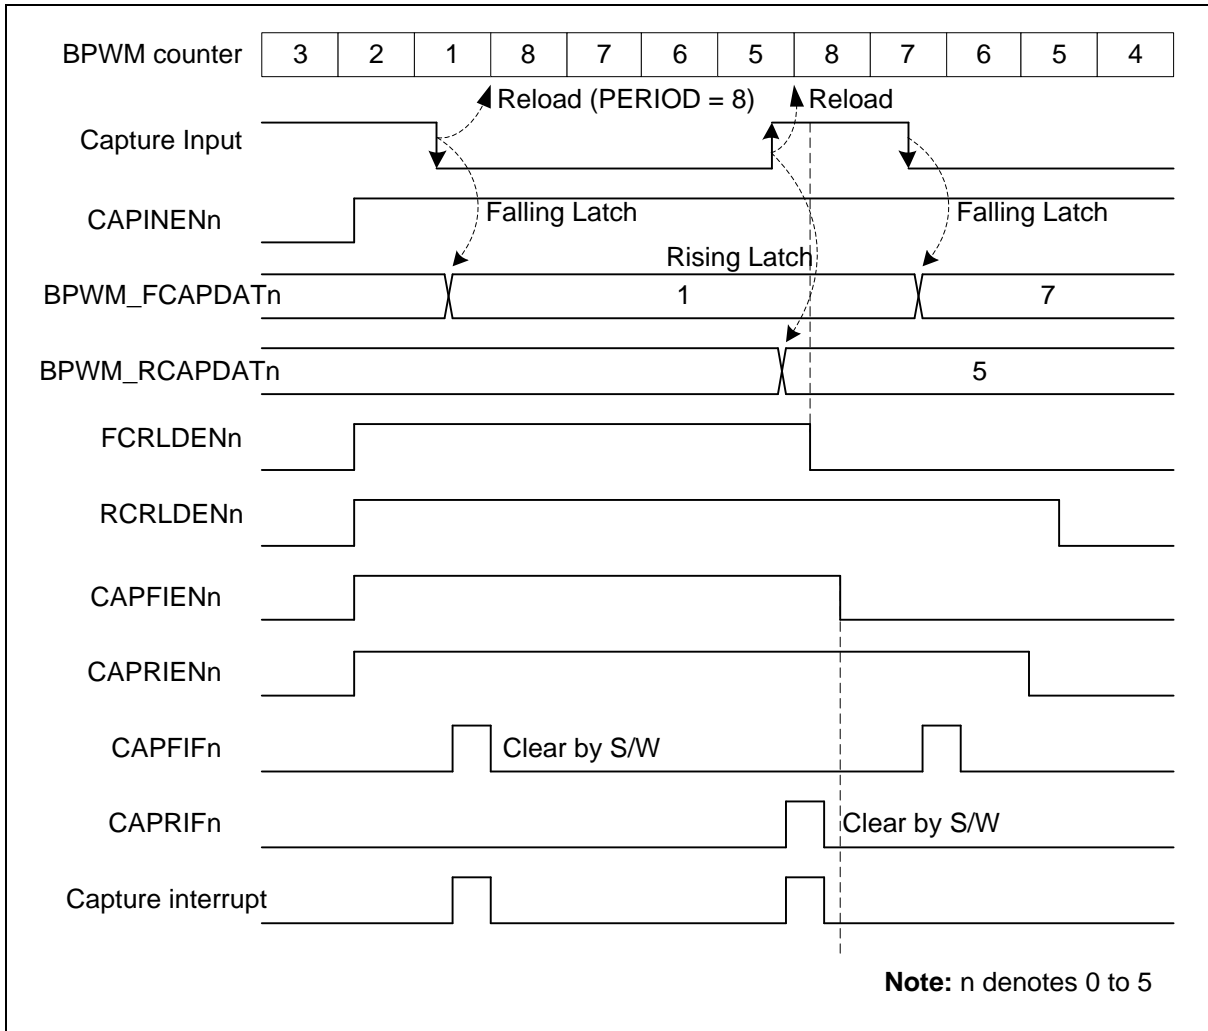 BPWM counter 3 2 1 8 7 6 5 8 7 6 5 4
Reload (PERIOD = 8) Reload
Capture Input
CAPINENn Falling Latch Falling Latch
Rising Latch
BPWM_FCAPDATn 1 7
BPWM_RCAPDATn 5
FCRLDENn
RCRLDENn
CAPFIENn
CAPRIENn
CAPFIFn Clear by S/W
CAPRIFn Clear by S/W
Capture interrupt
Note: n denotes 0 to 5